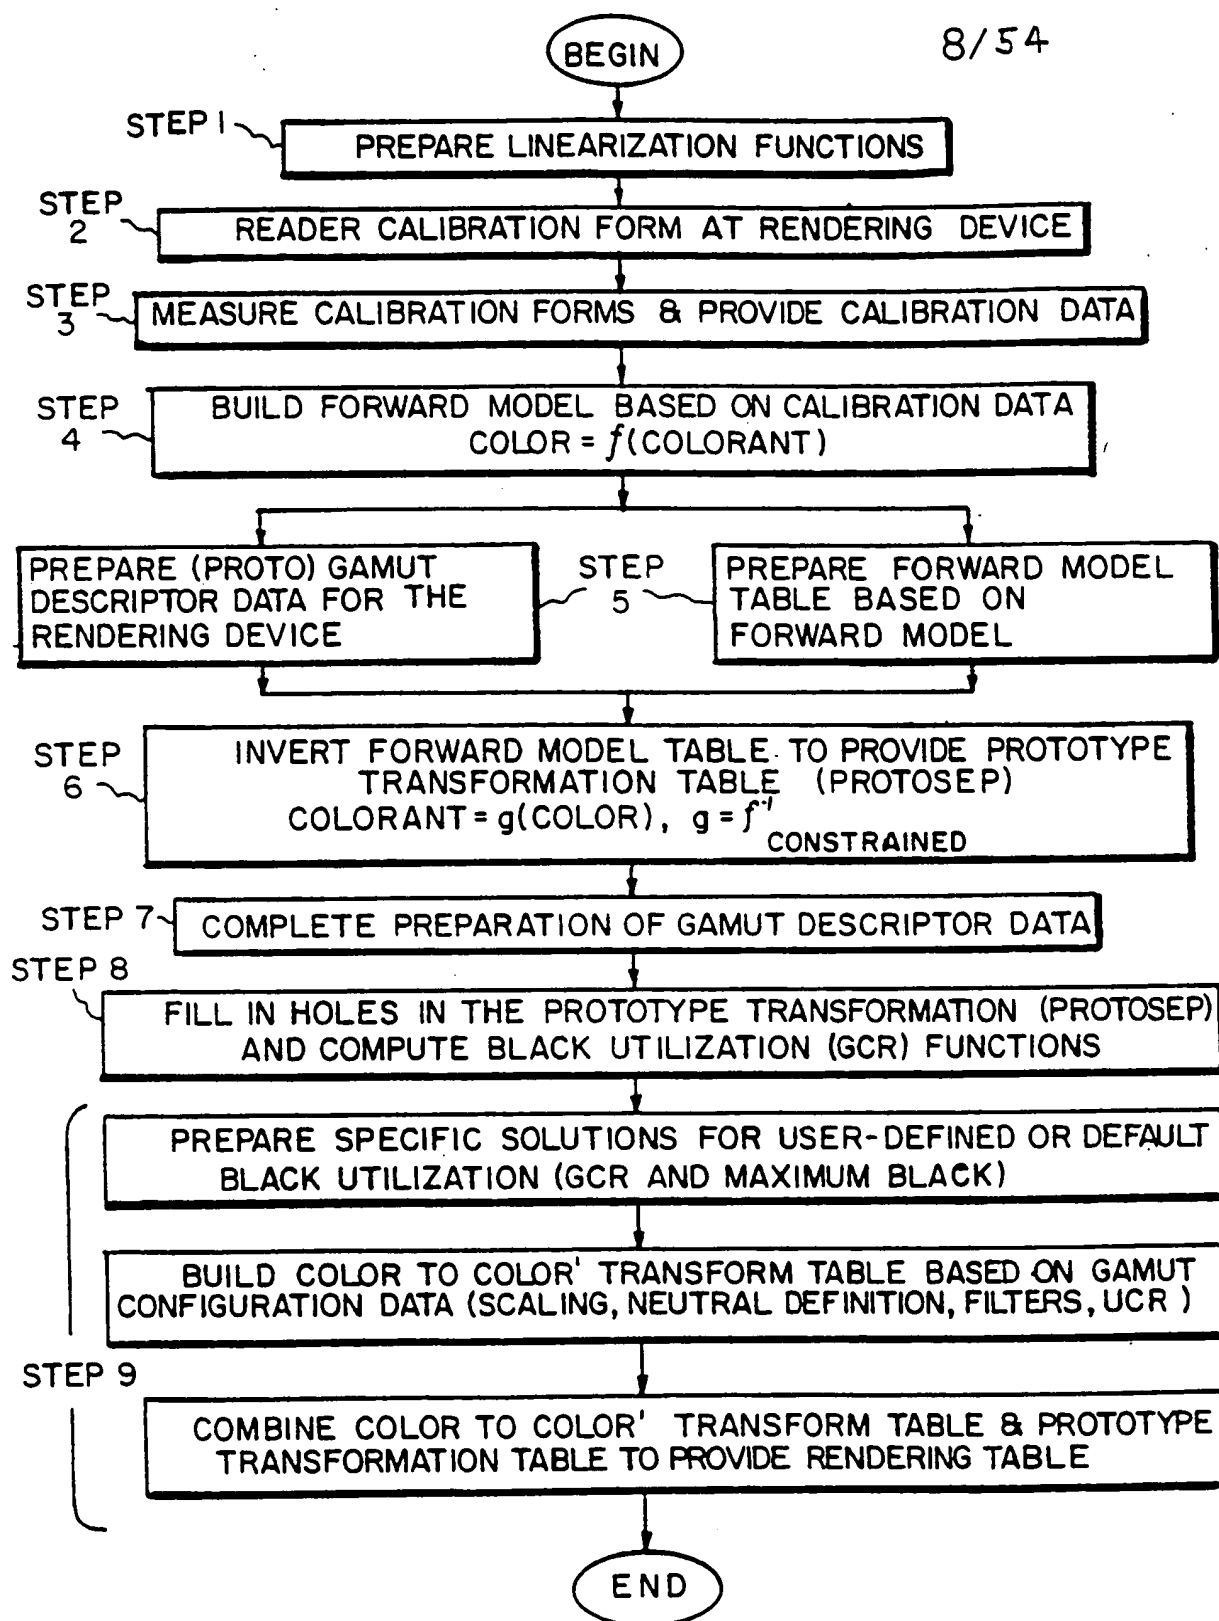 8/54
BEGIN
STEP 1
PREPARE LINEARIZATION FUNCTIONS
STEP
2
READER CALIBRATION FORM AT RENDERING DEVICE
STEP
3
MEASURE CALIBRATION FORMS & PROVIDE CALIBRATION DATA
STEP
4
BUILD FORWARD MODEL BASED ON CALIBRATION DATA
COLOR = f(COLORANT)
PREPARE (PROTO) GAMUT
DESCRIPTOR DATA FOR THE
RENDERING DEVICE
STEP
5
PREPARE FORWARD MODEL
TABLE BASED ON
FORWARD MODEL
STEP
6
INVERT FORWARD MODEL TABLE TO PROVIDE PROTOTYPE
TRANSFORMATION TABLE (PROTOSEP)
COLORANT = g(COLOR), g = f⁻¹
CONSTRAINED
STEP 7
COMPLETE PREPARATION OF GAMUT DESCRIPTOR DATA
STEP 8
FILL IN HOLES IN THE PROTOTYPE TRANSFORMATION (PROTOSEP)
AND COMPUTE BLACK UTILIZATION (GCR) FUNCTIONS
PREPARE SPECIFIC SOLUTIONS FOR USER-DEFINED OR DEFAULT
BLACK UTILIZATION (GCR AND MAXIMUM BLACK)
BUILD COLOR TO COLOR' TRANSFORM TABLE BASED ON GAMUT
CONFIGURATION DATA (SCALING, NEUTRAL DEFINITION, FILTERS, UCR )
STEP 9
COMBINE COLOR TO COLOR' TRANSFORM TABLE & PROTOTYPE
TRANSFORMATION TABLE TO PROVIDE RENDERING TABLE
END